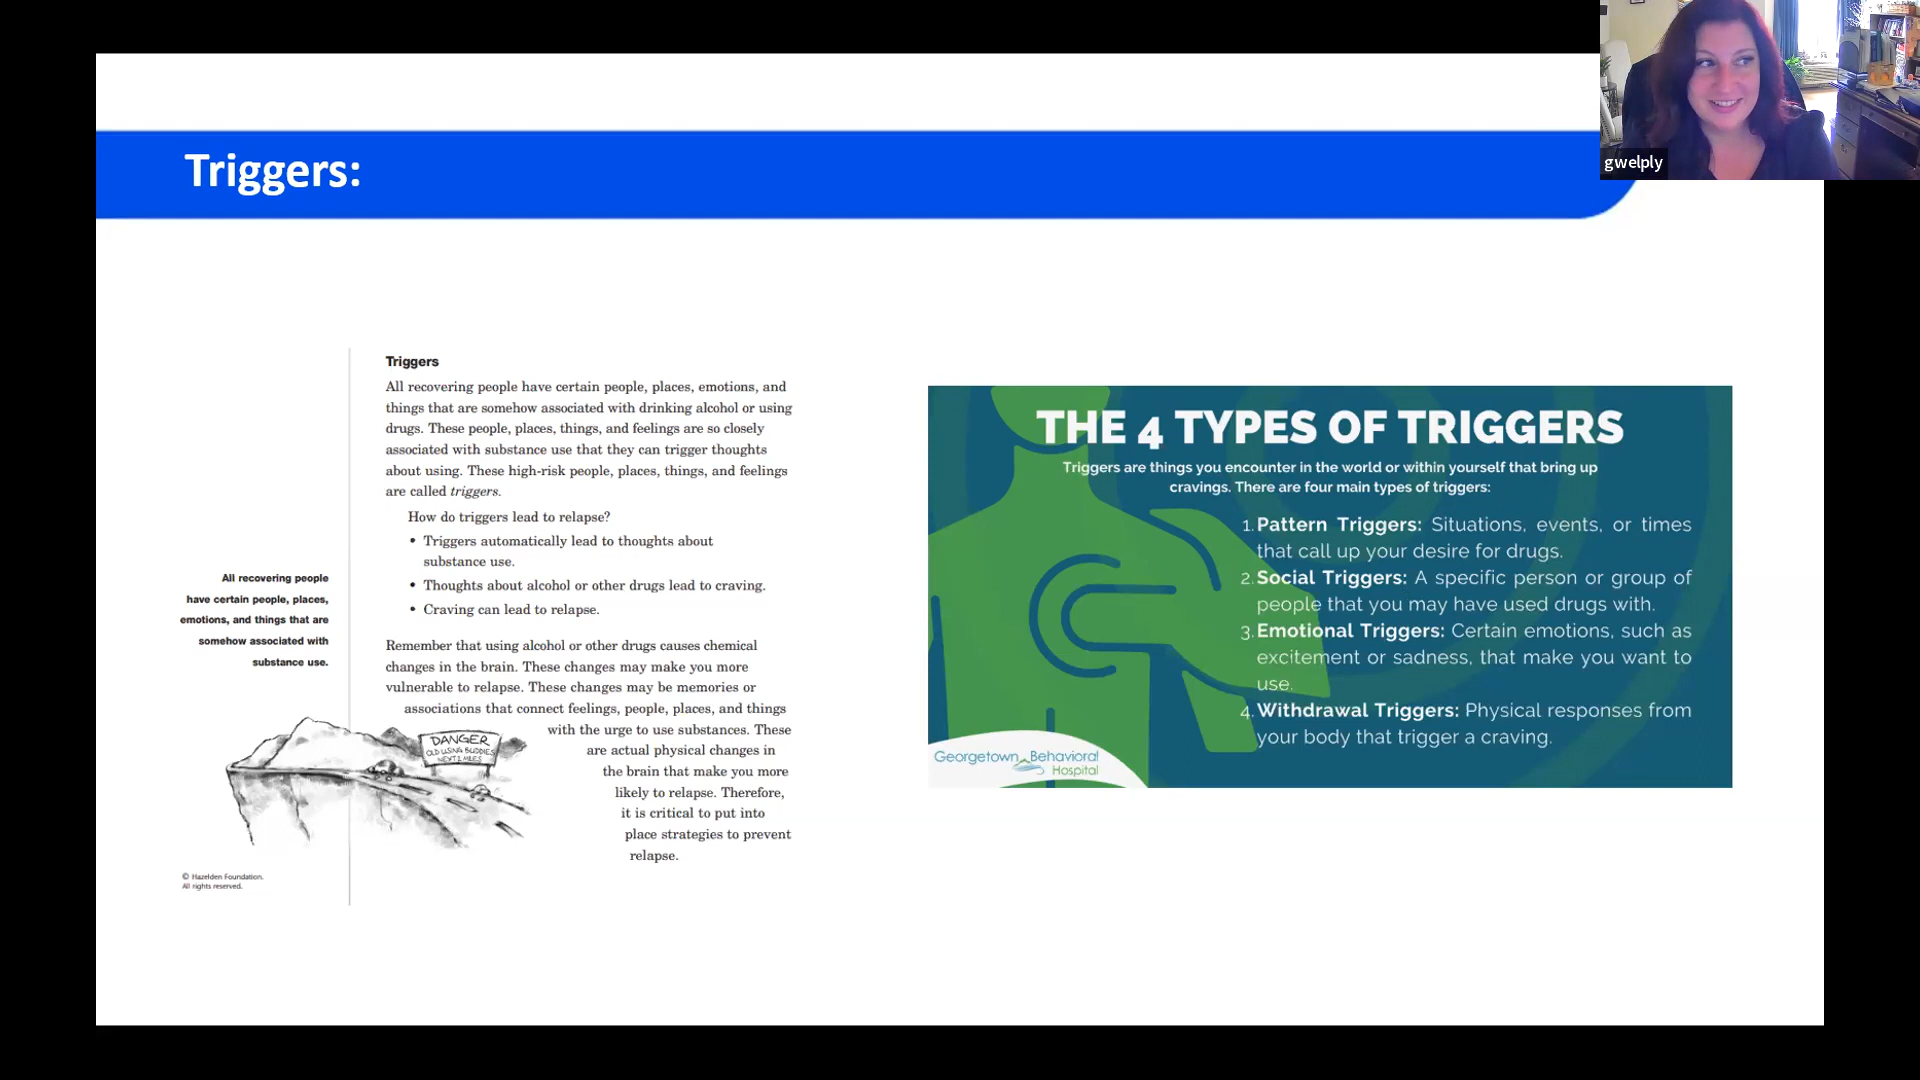 Triggers:
gwelply
Triggers
All recovering people have certain people, places, emotions, and
things that are somehow associated with drinking alcohol or using
drugs. These people, places, things, and feelings are so closely
associated with substance use that they can trigger thoughts
about using. These high-risk people, places, things, and feelings
are called triggers.
How do triggers lead to relapse?
• Triggers automatically lead to thoughts about
substance use.
• Thoughts about alcohol or other drugs lead to craving.
• Craving can lead to relapse.
All recovering people
have certain people, places,
emotions, and things that are
somehow associated with
substance use.
Remember that using alcohol or other drugs causes chemical
changes in the brain. These changes may make you more
vulnerable to relapse. These changes may be memories or
associations that connect feelings, people, places, and things
with the urge to use substances. These
are actual physical changes in
the brain that make you more
likely to relapse. Therefore,
it is critical to put into
place strategies to prevent
relapse.
DANGER
OLD USING BUDDIES
NEXT 2 MILES
© Hazelden Foundation.
All rights reserved.
THE 4 TYPES OF TRIGGERS
Triggers are things you encounter in the world or within yourself that bring up
cravings. There are four main types of triggers:
1. Pattern Triggers: Situations, events, or times
that call up your desire for drugs.
2. Social Triggers: A specific person or group of
people that you may have used drugs with.
3. Emotional Triggers: Certain emotions, such as
excitement or sadness, that make you want to
use.
4. Withdrawal Triggers: Physical responses from
your body that trigger a craving.
Georgetown Behavioral
Hospital